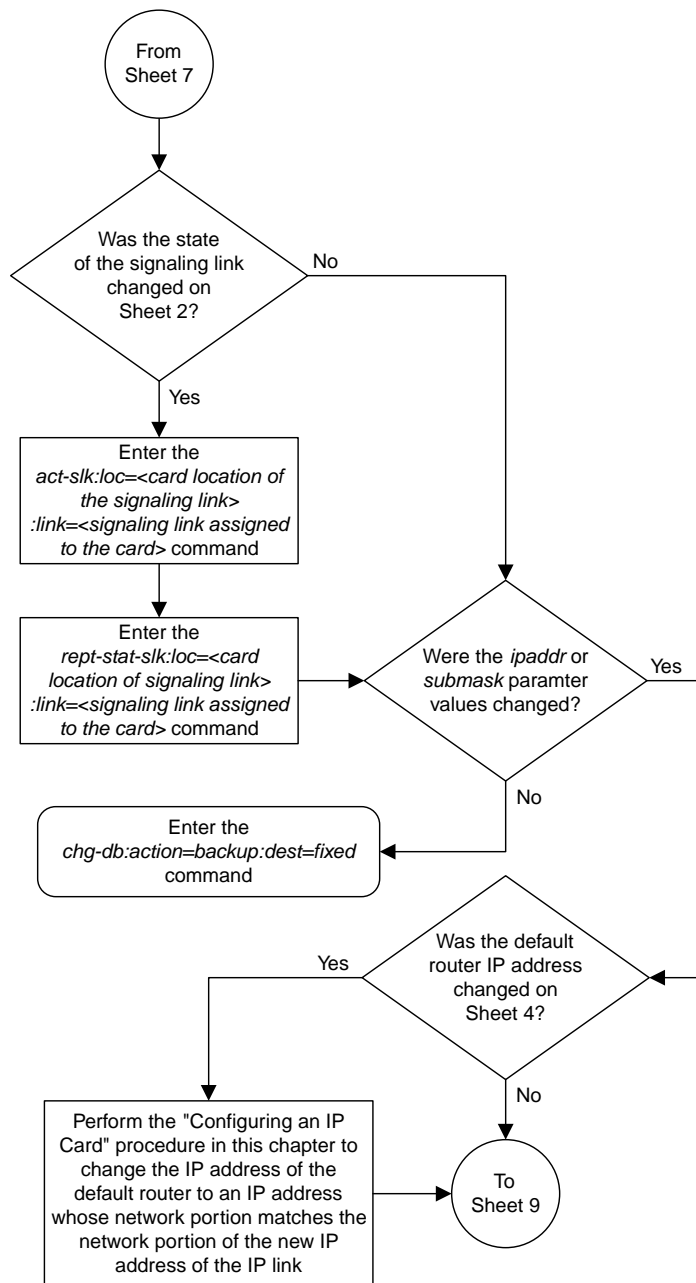 From
Sheet 7
Was the state
of the signaling link
changed on
Sheet 2?
No
Yes
Enter the
act-slk:loc=<card location of
the signaling link>
:link=<signaling link assigned
to the card> command
Enter the
rept-stat-slk:loc=<card
location of signaling link>
:link=<signaling link assigned
to the card> command
Were the ipaddr or
submask paramter
values changed?
Yes
No
Enter the
chg-db:action=backup:dest=fixed
command
Was the default
router IP address
changed on
Sheet 4?
Yes
No
Perform the "Configuring an IP
Card" procedure in this chapter to
change the IP address of the
default router to an IP address
whose network portion matches the
network portion of the new IP
address of the IP link
To
Sheet 9